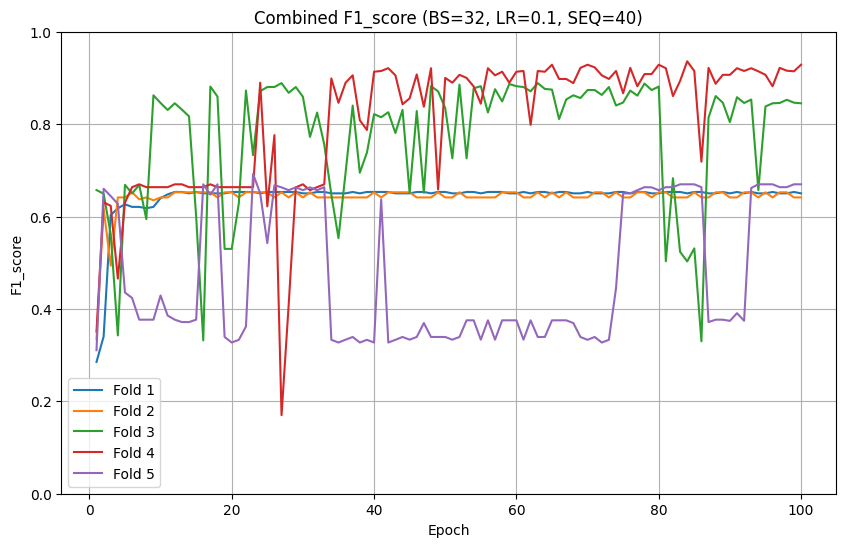 Combined F1_score (BS=32, LR=0.1, SEQ=40)
1.0
0.8
0.6
0.4
0.2
0.0
F1_score
Fold 1
Fold 2
Fold 3
Fold 4
Fold 5
0 20 40 60 80 100
Epoch